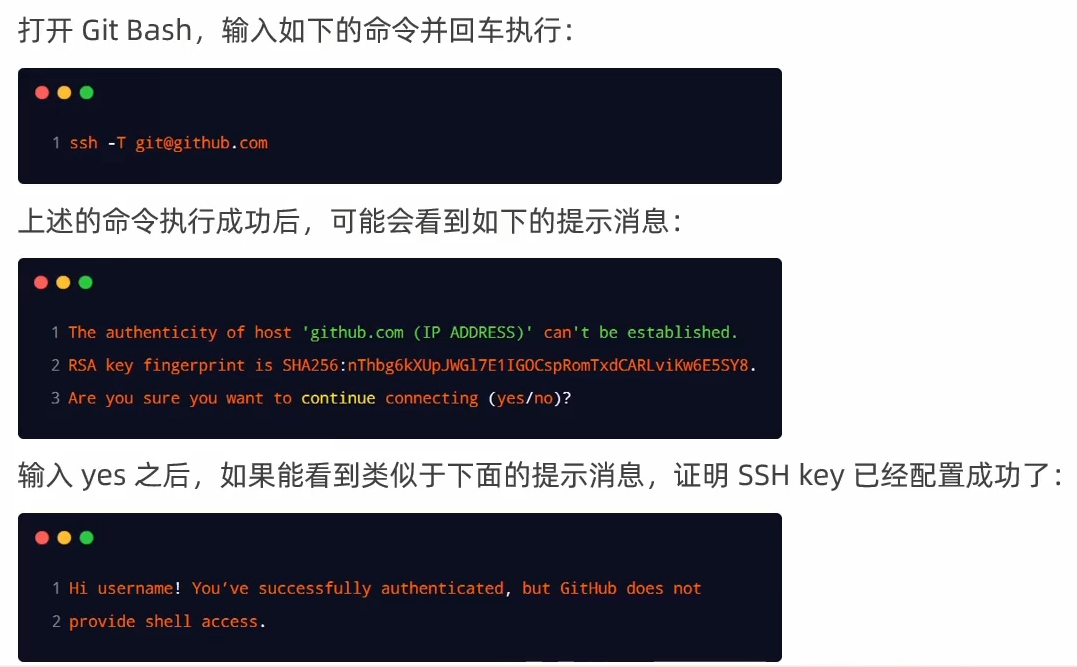 打开 Git Bash，输入如下的命令并回车执行：
1 ssh -T git@github.com
上述的命令执行成功后，可能会看到如下的提示消息：
1 The authenticity of host 'github.com (IP ADDRESS)' can't be established.
2 RSA key fingerprint is SHA256:nThbg6kXUpJWGl7E1IGOCspRomTxdCARLviKw6E5SY8.
3 Are you sure you want to continue connecting (yes/no)?
输入 yes 之后，如果能看到类似于下面的提示消息，证明 SSH key 已经配置成功了：
1 Hi username! You’ve successfully authenticated, but GitHub does not
2 provide shell access.